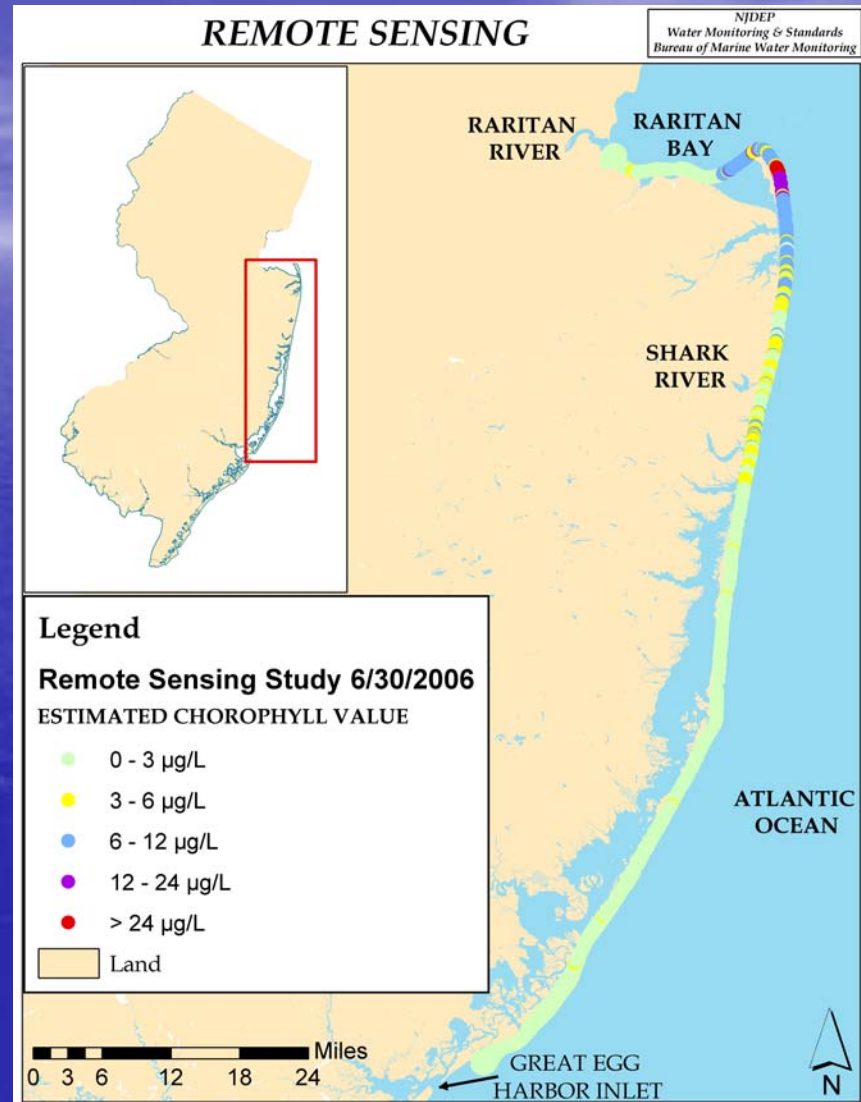 REMOTE SENSING
NJDEP
Water Monitoring & Standards
Bureau of Marine Water Monitoring
RARITAN
RIVER
RARITAN
BAY
SHARK
RIVER
ATLANTIC
OCEAN
Legend
Remote Sensing Study 6/30/2006
ESTIMATED CHOROPHYLL VALUE
0 - 3 µg/L
3 - 6 µg/L
6 - 12 µg/L
12 - 24 µg/L
> 24 µg/L
Land
Miles
0 3 6 12 18 24
GREAT EGG
HARBOR INLET
N